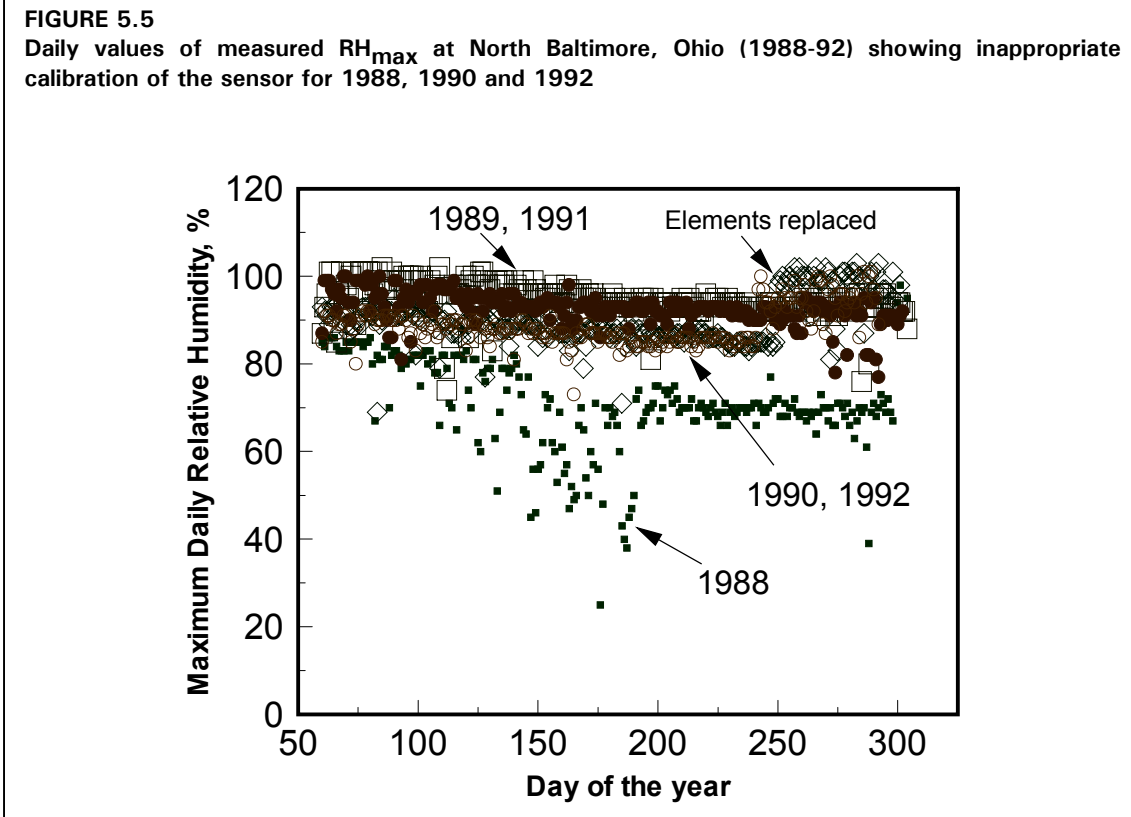 FIGURE 5.5
Daily values of measured RHmax at North Baltimore, Ohio (1988-92) showing inappropriate
calibration of the sensor for 1988, 1990 and 1992
120
100
80
60
40
20
0
Maximum Daily Relative Humidity, %
1989, 1991
Elements replaced
1990, 1992
1988
50
100
150
200
250
300
Day of the year